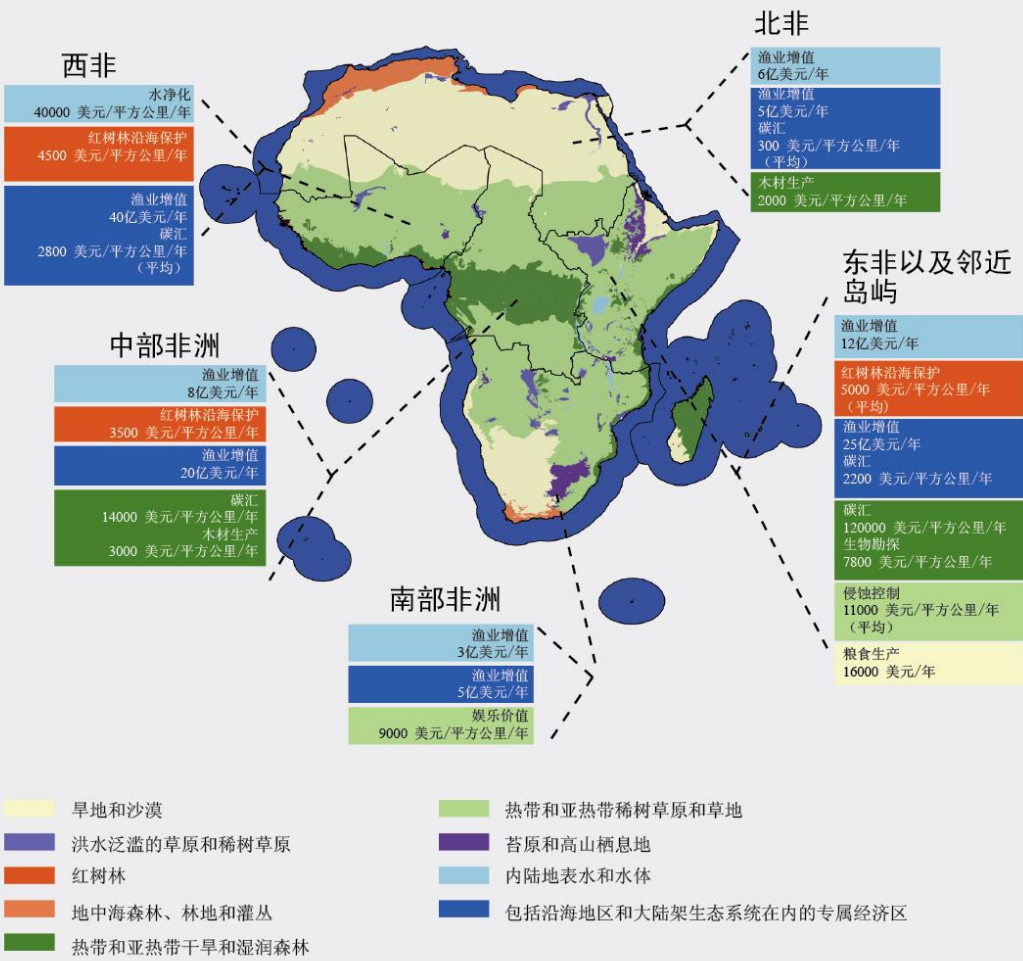 西非
水净化
40000 美元/平方公里/年
红树林沿海保护
4500 美元/平方公里/年
渔业增值
40亿美元/年
碳汇
2800 美元/平方公里/年
(平均)
北非
渔业增值
6亿美元/年
渔业增值
5亿美元/年
碳汇
300 美元/平方公里/年
(平均)
木材生产
2000 美元/平方公里/年
中部非洲
渔业增值
8亿美元/年
红树林沿海保护
3500 美元/平方公里/年
渔业增值
20亿美元/年
碳汇
14000 美元/平方公里/年
木材生产
3000 美元/平方公里/年
东非以及邻近
岛屿
渔业增值
12亿美元/年
红树林沿海保护
5000 美元/平方公里/年
(平均)
渔业增值
25亿美元/年
碳汇
2200 美元/平方公里/年
碳汇
120000 美元/平方公里/年
生物勘探
7800 美元/平方公里/年
侵蚀控制
11000 美元/平方公里/年
(平均)
粮食生产
16000 美元/年
南部非洲
渔业增值
3亿美元/年
渔业增值
5亿美元/年
娱乐价值
9000 美元/平方公里/年
旱地和沙漠
洪水泛滥的草原和稀树草原
红树林
地中海森林、林地和灌丛
热带和亚热带干旱和湿润森林
热带和亚热带稀树草原和草地
苔原和高山栖息地
内陆地表水和水体
包括沿海地区和大陆架生态系统在内的专属经济区